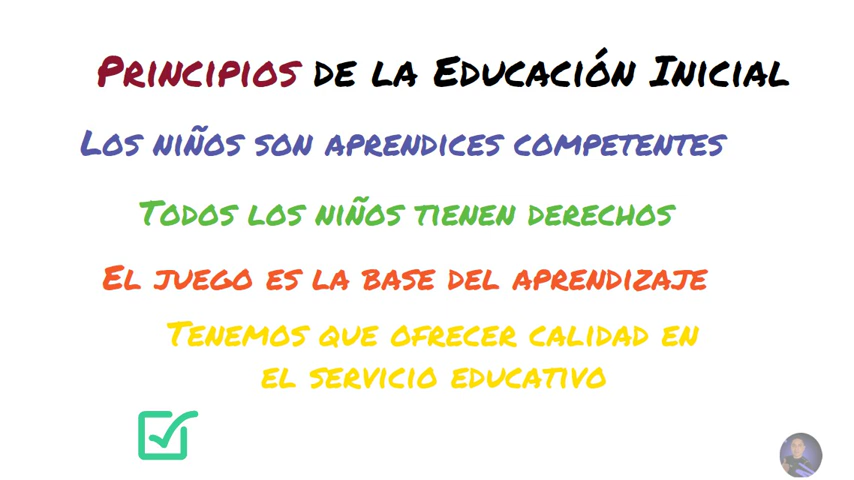 Principios de la Educación Inicial
Los niños son aprendices competentes
Todos los niños tienen derechos
El juego es la base del aprendizaje
Tenemos que ofrecer calidad en
el servicio educativo